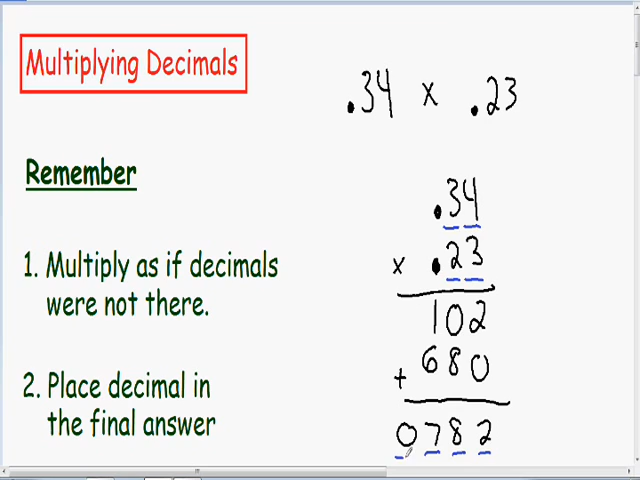 Multiplying Decimals
.34 x .23
Remember
.34
x .23
1. Multiply as if decimals
were not there.
102
+ 680
2. Place decimal in
the final answer
0782